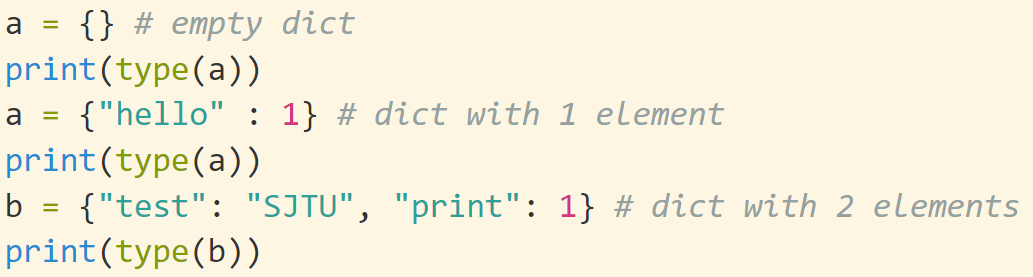 a = {} # empty dict
print(type(a))
a = {"hello" : 1} # dict with 1 element
print(type(a))
b = {"test": "SJTU", "print": 1} # dict with 2 elements
print(type(b))